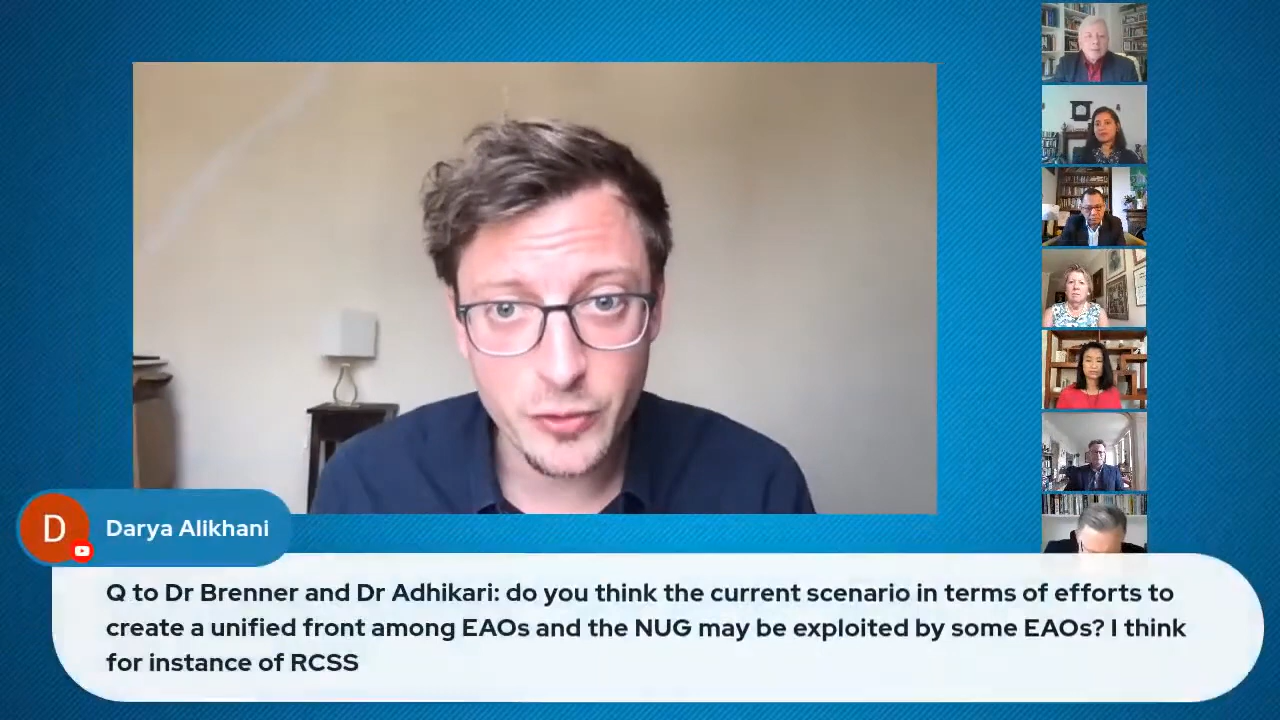 D
Darya Alikhani
Q to Dr Brenner and Dr Adhikari: do you think the current scenario in terms of efforts to
create a unified front among EAOs and the NUG may be exploited by some EAOs? I think
for instance of RCSS